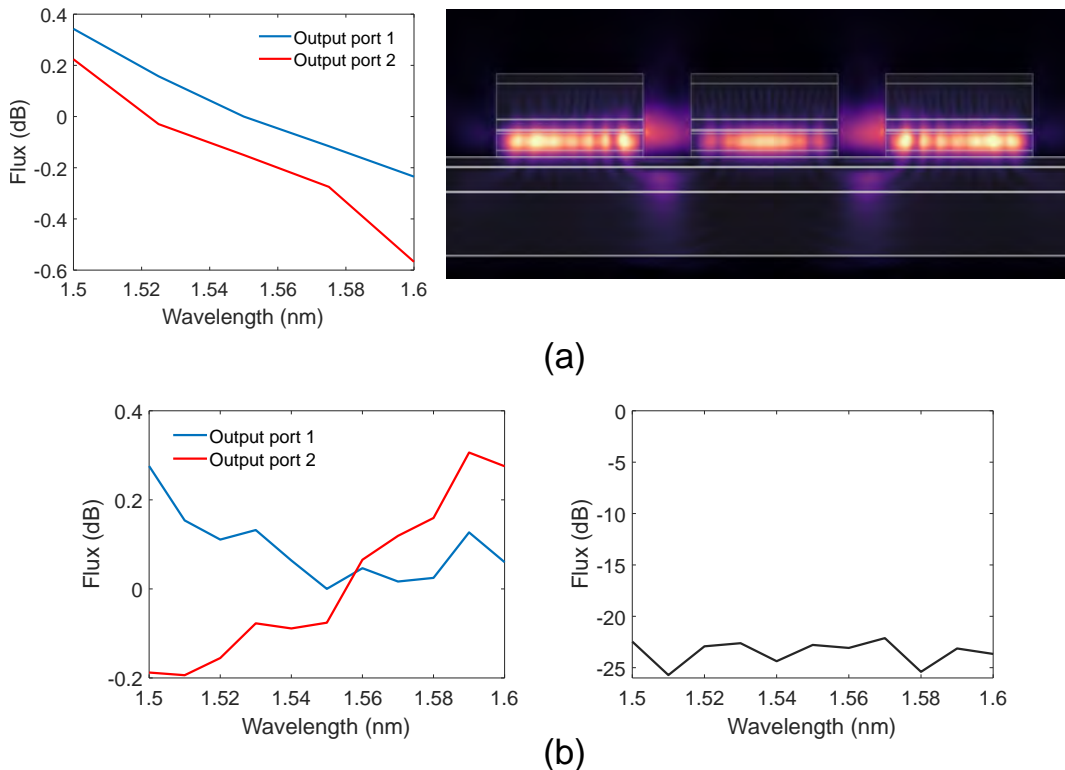 0.4
0.2
0
-0.2
-0.4
-0.6
Flux (dB)
Output port 1
Output port 2
1.5 1.52 1.54 1.56 1.58 1.6
Wavelength (nm)
(a)
0.4
0.2
0
-0.2
Flux (dB)
Output port 1
Output port 2
1.5 1.52 1.54 1.56 1.58 1.6
Wavelength (nm)
0
-5
-10
-15
-20
-25
Flux (dB)
1.5 1.52 1.54 1.56 1.58 1.6
Wavelength (nm)
(b)